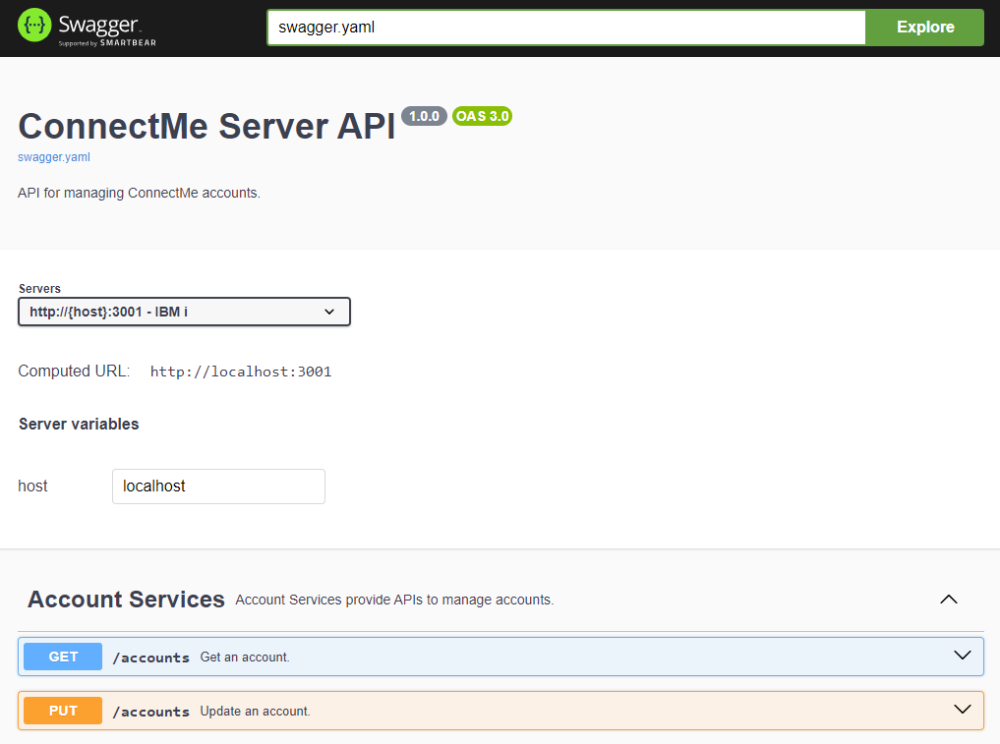 Swagger
Supported by SMARTBEAR
swagger.yaml
Explore
ConnectMe Server API 1.0.0 OAS 3.0
swagger.yaml
API for managing ConnectMe accounts.
Servers
http://{host}:3001 - IBM i
Computed URL: http://localhost:3001
Server variables
host localhost
Account Services Account Services provide APIs to manage accounts.
GET /accounts Get an account.
PUT /accounts Update an account.